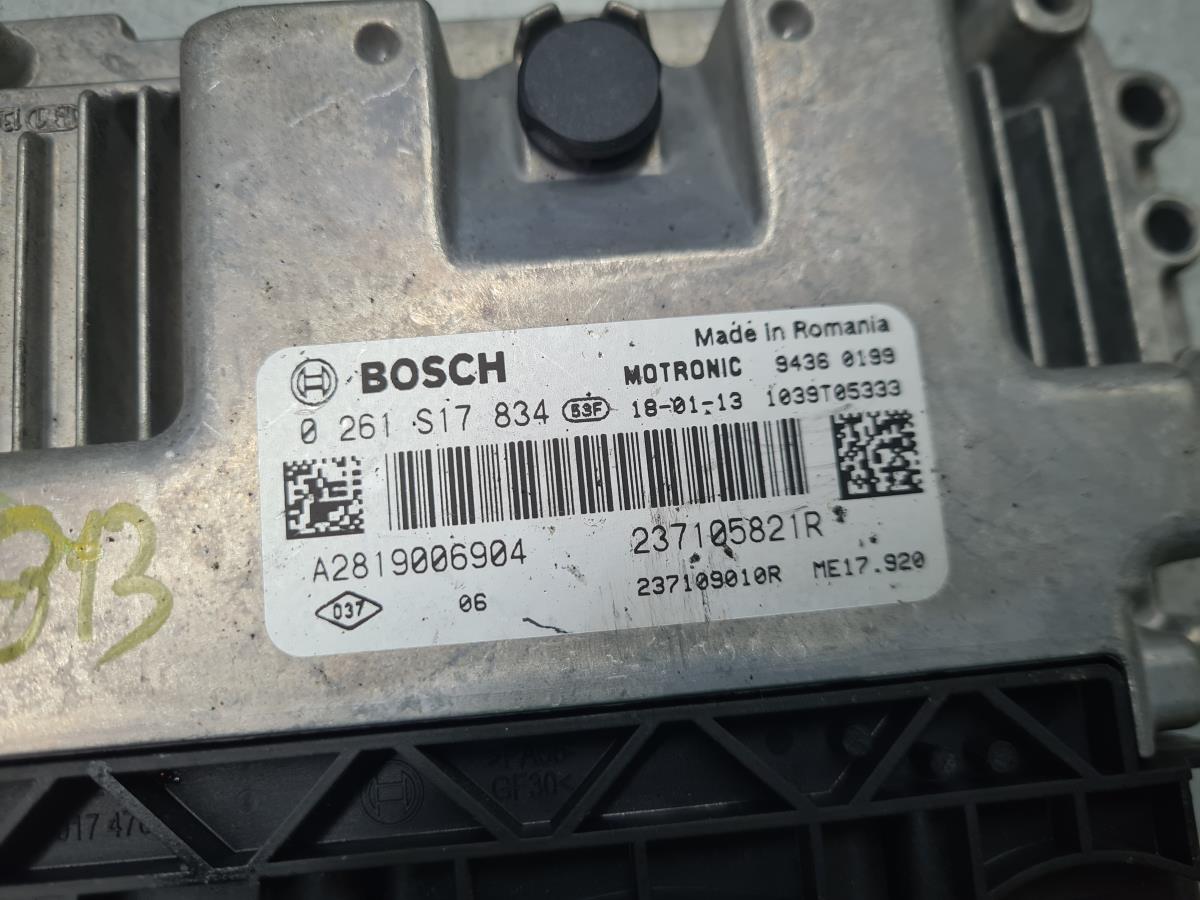 Made in Romania
BOSCH MOTRONIC 9436 0199
0 261 S17 834 53F 18-01-13 1039T05333
A2819006904 237105821R
037 06 237109010R ME17.920
GF30<